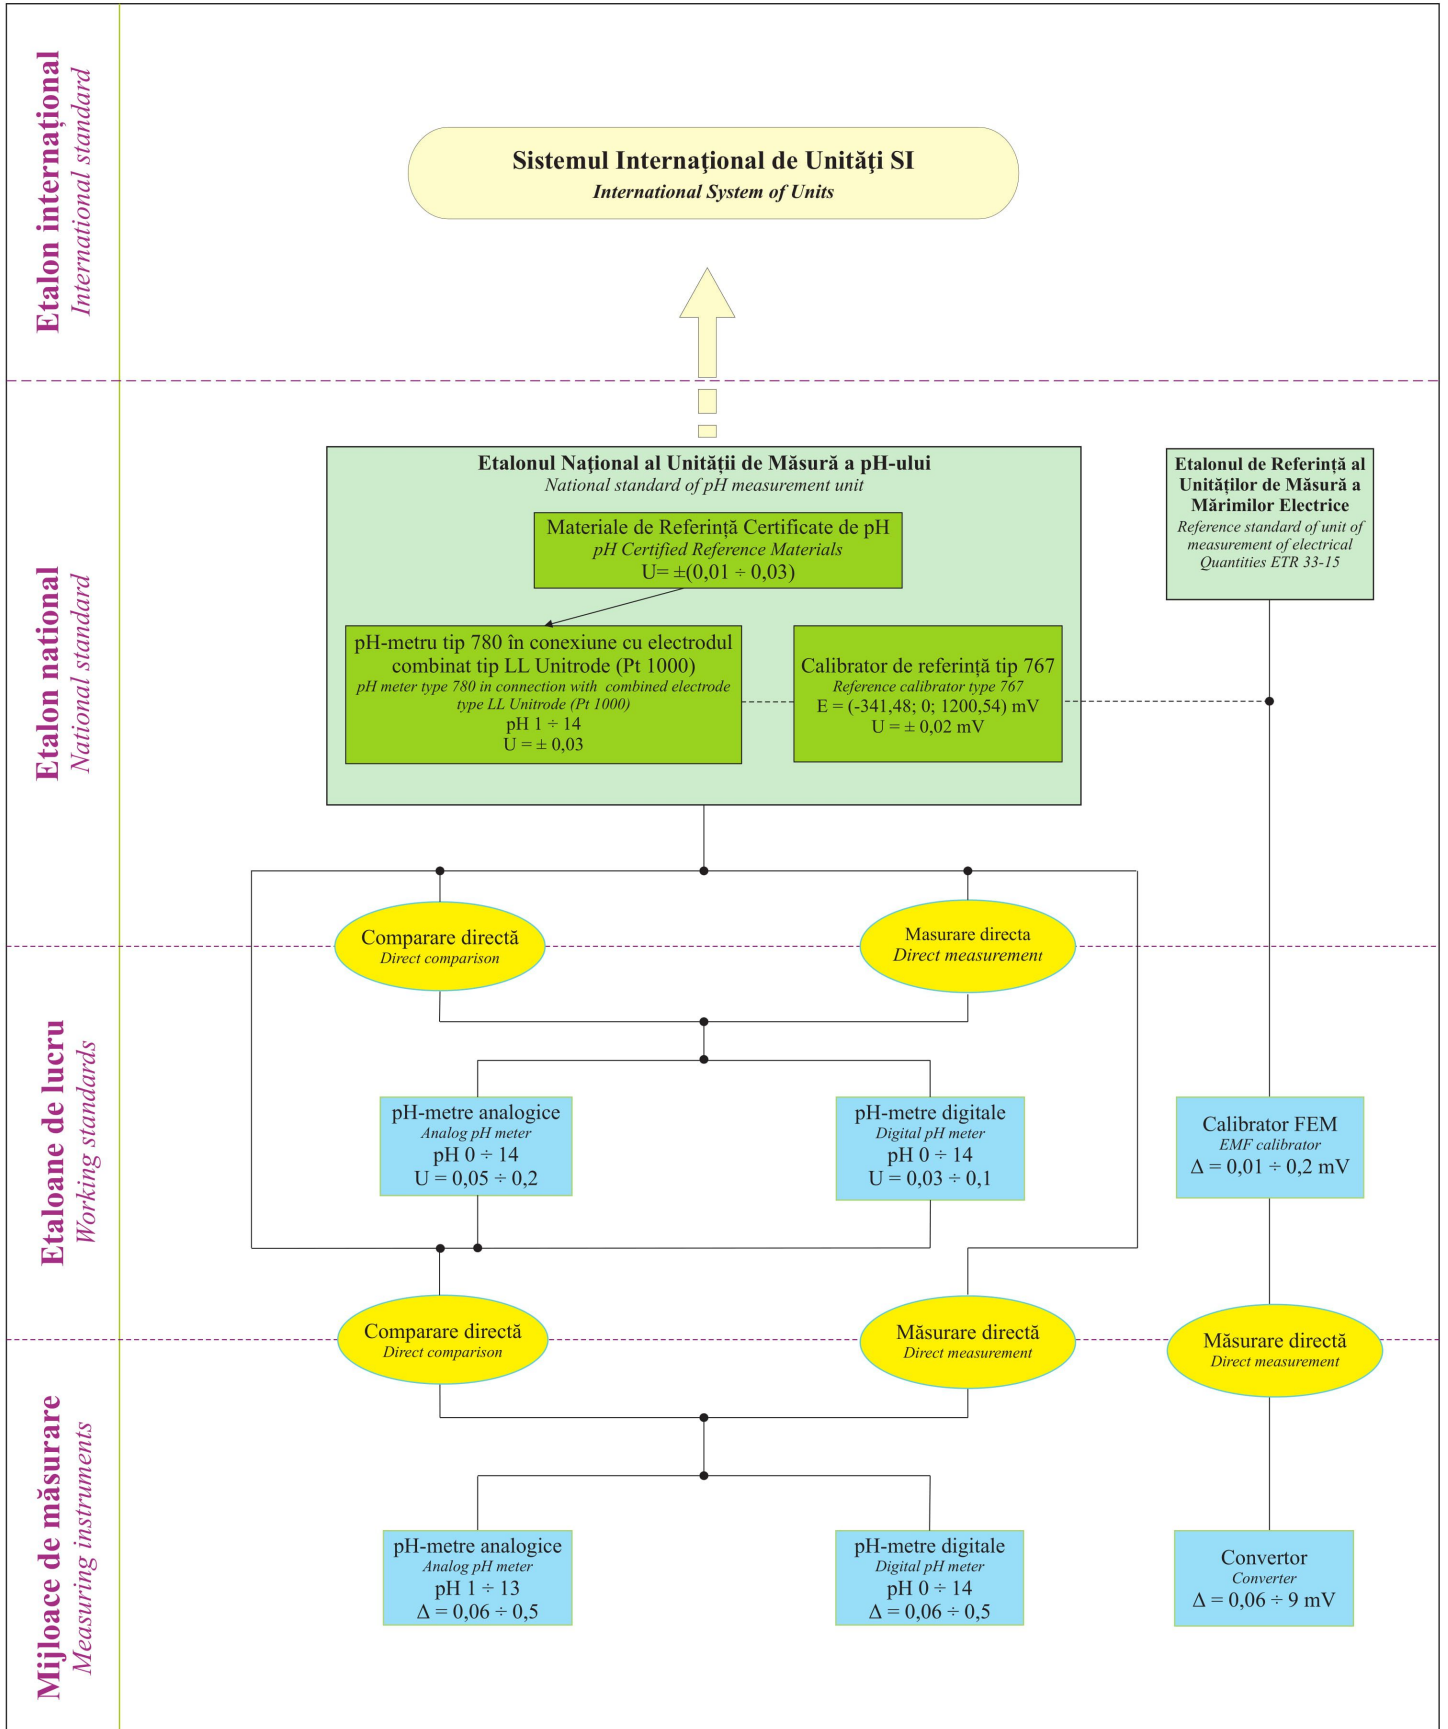 Etalon internațional
International standard
Sistemul Internaţional de Unităţi SI
International System of Units
Etalon national
National standard
Etalonul Naţional al Unității de Măsură a pH-ului
National standard of pH measurement unit
Materiale de Referință Certificate de pH
pH Certified Reference Materials
U= ±(0,01 ÷ 0,03)
pH-metru tip 780 în conexiune cu electrodul
combinat tip LL Unitrode (Pt 1000)
pH meter type 780 in connection with combined electrode
type LL Unitrode (Pt 1000)
pH 1 ÷ 14
U = ± 0,03
Calibrator de referință tip 767
Reference calibrator type 767
E = (-341,48; 0; 1200,54) mV
U = ± 0,02 mV
Etalonul de Referință al
Unităților de Măsură a
Mărimilor Electrice
Reference standard of unit of
measurement of electrical
Quantities ETR 33-15
Comparare directă
Direct comparison
Masurare directa
Direct measurement
Etaloane de lucru
Working standards
pH-metre analogice
Analog pH meter
pH 0 ÷ 14
U = 0,05 ÷ 0,2
pH-metre digitale
Digital pH meter
pH 0 ÷ 14
U = 0,03 ÷ 0,1
Calibrator FEM
EMF calibrator
Δ = 0,01 ÷ 0,2 mV
Comparare directă
Direct comparison
Măsurare directă
Direct measurement
Măsurare directă
Direct measurement
Mijloace de măsurare
Measuring instruments
pH-metre analogice
Analog pH meter
pH 1 ÷ 13
Δ = 0,06 ÷ 0,5
pH-metre digitale
Digital pH meter
pH 0 ÷ 14
Δ = 0,06 ÷ 0,5
Convertor
Converter
Δ = 0,06 ÷ 9 mV